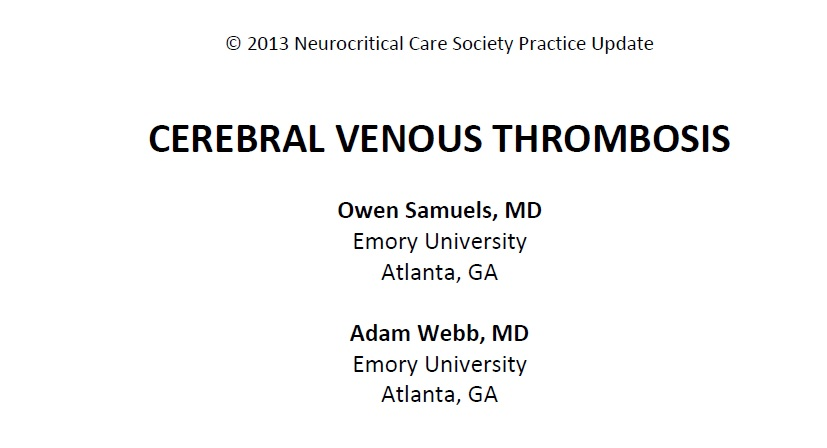 © 2013 Neurocritical Care Society Practice Update
CEREBRAL VENOUS THROMBOSIS
Owen Samuels, MD
Emory University
Atlanta, GA
Adam Webb, MD
Emory University
Atlanta, GA